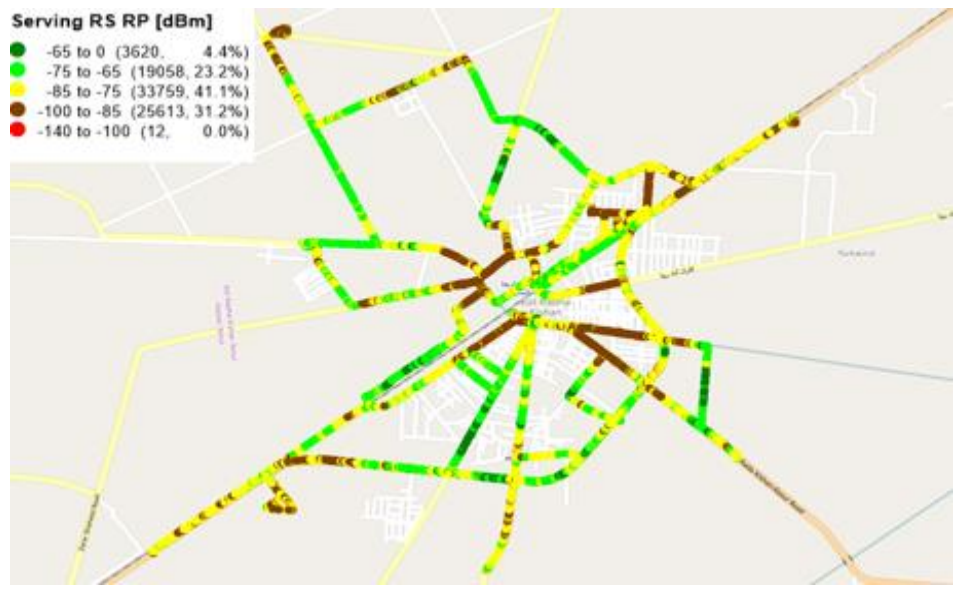 Serving RS RP [dBm]
-65 to 0 (3620, 4.4%)
-75 to -65 (19058, 23.2%)
-85 to -75 (33759, 41.1%)
-100 to -85 (25613, 31.2%)
-140 to -100 (12, 0.0%)